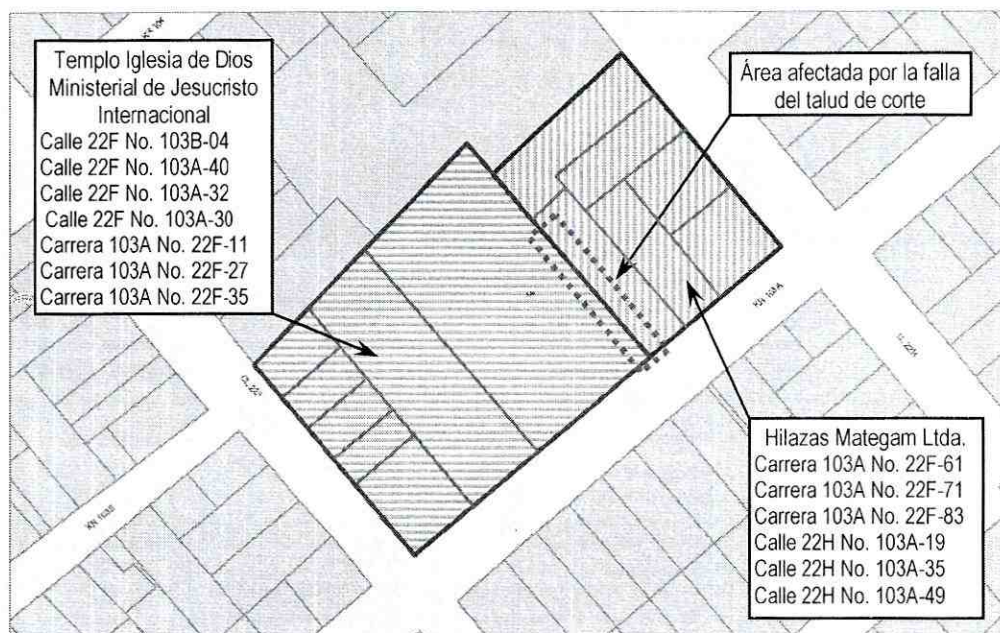 Templo Iglesia de Dios
Ministerial de Jesucristo
Internacional
Calle 22F No. 103B-04
Calle 22F No. 103A-40
Calle 22F No. 103A-32
Calle 22F No. 103A-30
Carrera 103A No. 22F-11
Carrera 103A No. 22F-27
Carrera 103A No. 22F-35
Área afectada por la falla
del talud de corte
KR 103A
Hilazas Mategam Ltda.
Carrera 103A No. 22F-61
Carrera 103A No. 22F-71
Carrera 103A No. 22F-83
Calle 22H No. 103A-19
Calle 22H No. 103A-35
Calle 22H No. 103A-49